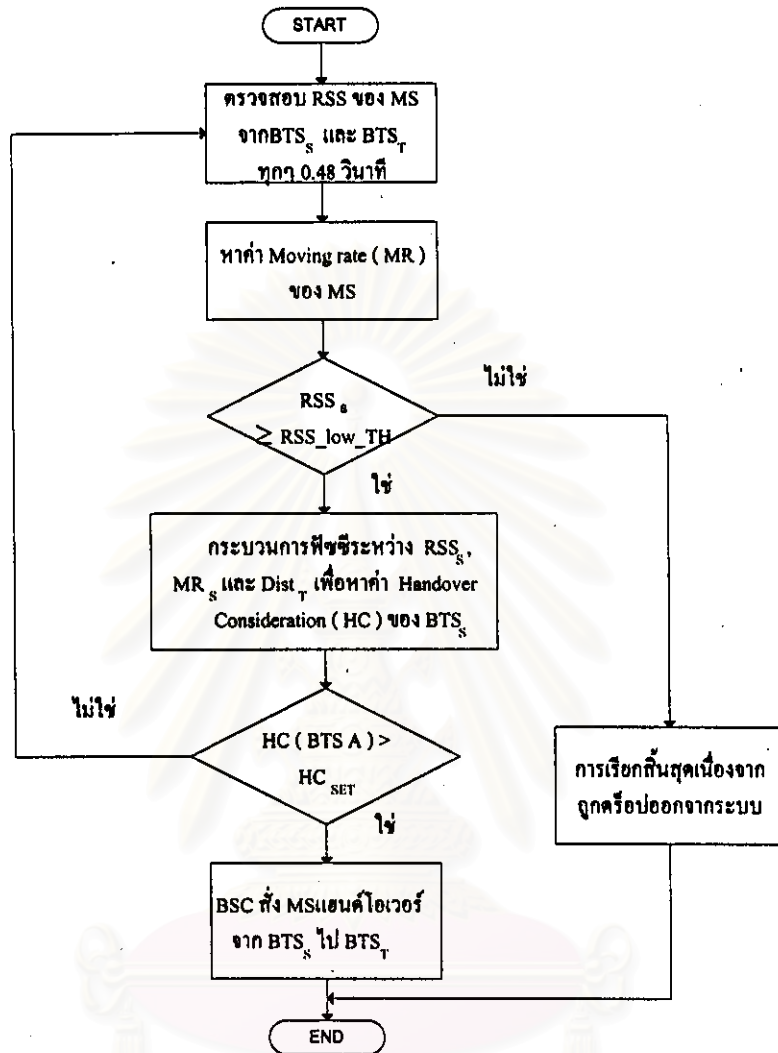 START
ตรวจสอบ RSS ของ MS
จากBTS_S และ BTS_T
ทุกๆ 0.48 วินาที
หาค่า Moving rate ( MR )
ของ MS
RSS_s
≥ RSS_low_TH
ไม่ใช่
ใช่
กระบวนการฟัซซีระหว่าง RSS_S,
MR_S และ Dist_T เพื่อหาค่า Handover
Consideration ( HC ) ของ BTS_S
ไม่ใช่
HC ( BTS A ) >
HC_SET
ใช่
การเรียกสิ้นสุดเนื่องจาก
ถูกดร็อปออกจากระบบ
BSC สั่ง MSแฮนด์โอเวอร์
จาก BTS_S ไป BTS_T
END